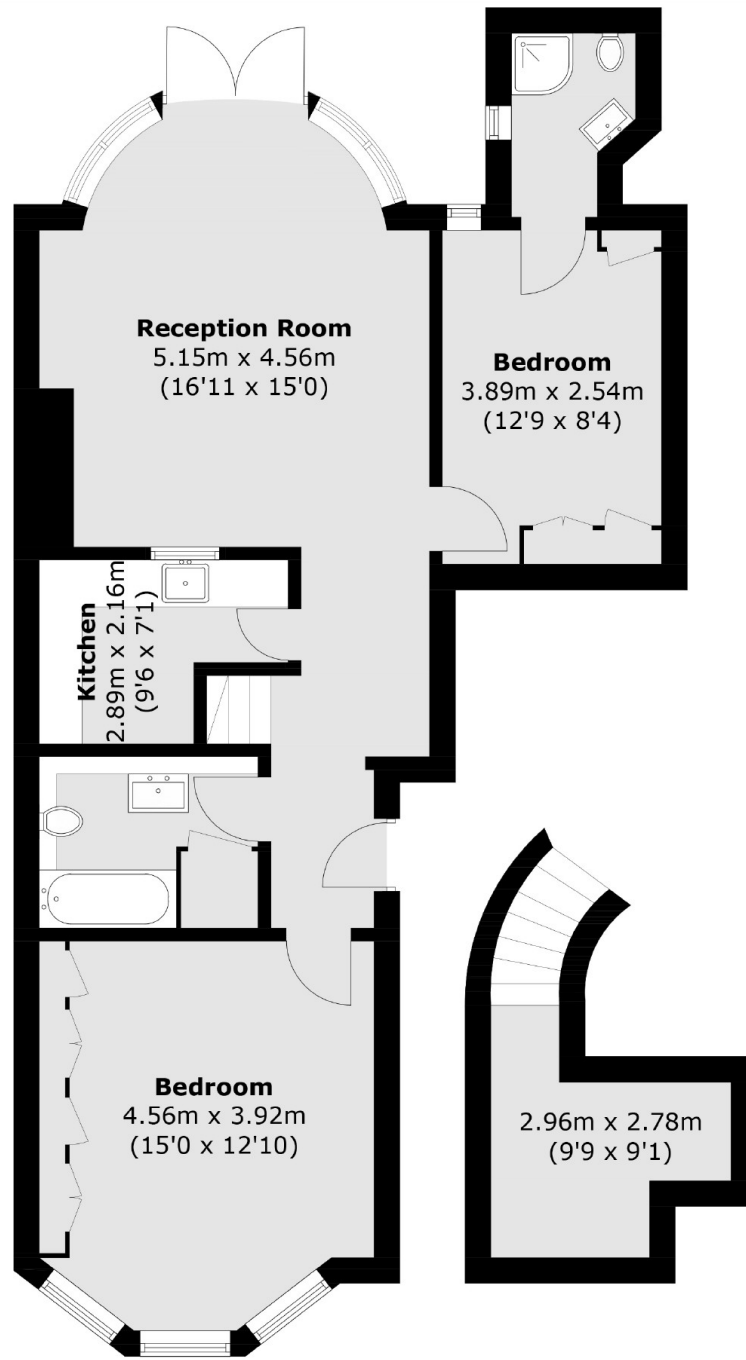 Reception Room
5.15m x 4.56m
(16'11 x 15'0)
Bedroom
3.89m x 2.54m
(12'9 x 8'4)
Kitchen
2.89m x 2.16m
(9'6 x 7'1)
Bedroom
4.56m x 3.92m
(15'0 x 12'10)
2.96m x 2.78m
(9'9 x 9'1)